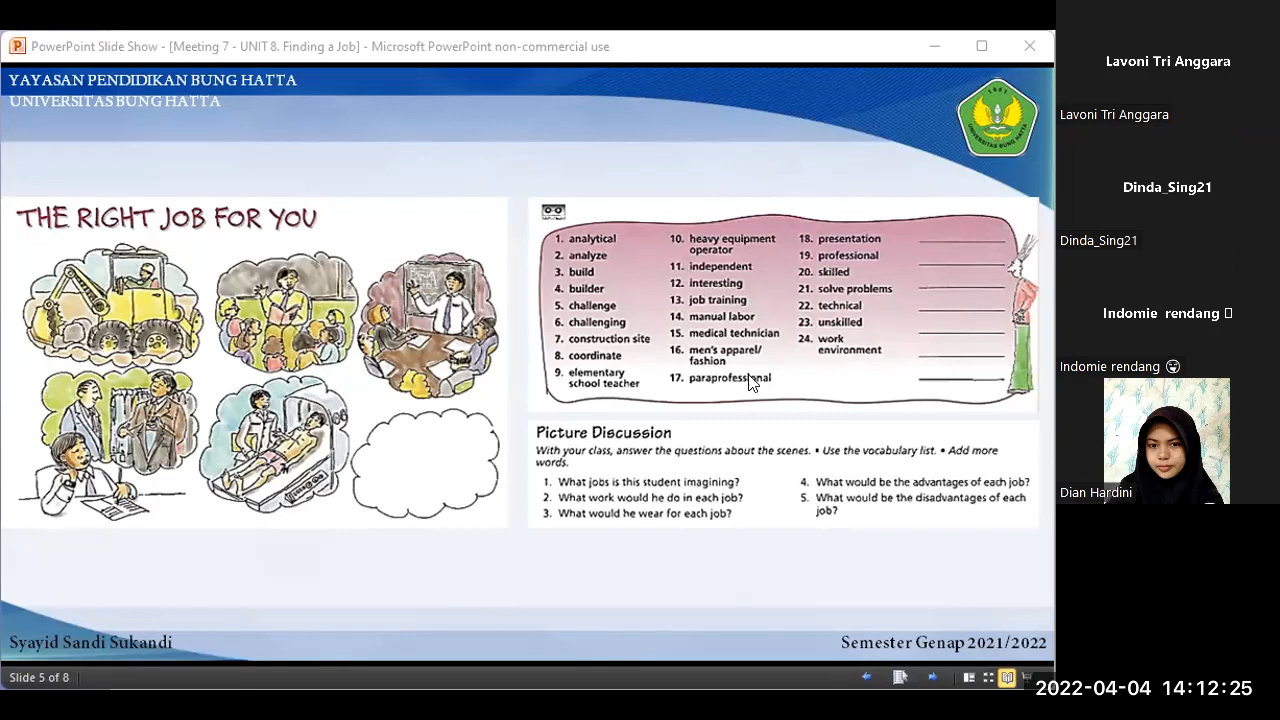 PowerPoint Slide Show - [Meeting 7 - UNIT 8. Finding a Job] - Microsoft PowerPoint non-commercial use
YAYASAN PENDIDIKAN BUNG HATTA
UNIVERSITAS BUNG HATTA
1981
UNIVERSITAS BUNG HATTA
THE RIGHT JOB FOR YOU
1. analytical
2. analyze
3. build
4. builder
5. challenge
6. challenging
7. construction site
8. coordinate
9. elementary
school teacher
10. heavy equipment
operator
11. independent
12. interesting
13. job training
14. manual labor
15. medical technician
16. men's apparel/
fashion
17. paraprofessional
18. presentation
19. professional
20. skilled
21. solve problems
22. technical
23. unskilled
24. work
environment
Picture Discussion
With your class, answer the questions about the scenes. • Use the vocabulary list. • Add more
words.
1. What jobs is this student imagining?
2. What work would he do in each job?
3. What would he wear for each job?
4. What would be the advantages of each job?
5. What would be the disadvantages of each
job?
Syayid Sandi Sukandi
Semester Genap 2021/2022
Slide 5 of 8
Lavoni Tri Anggara
Lavoni Tri Anggara
Dinda_Sing21
Dinda_Sing21
Indomie rendang
Indomie rendang 😜
Dian Hardini
2022-04-04 14:12:25